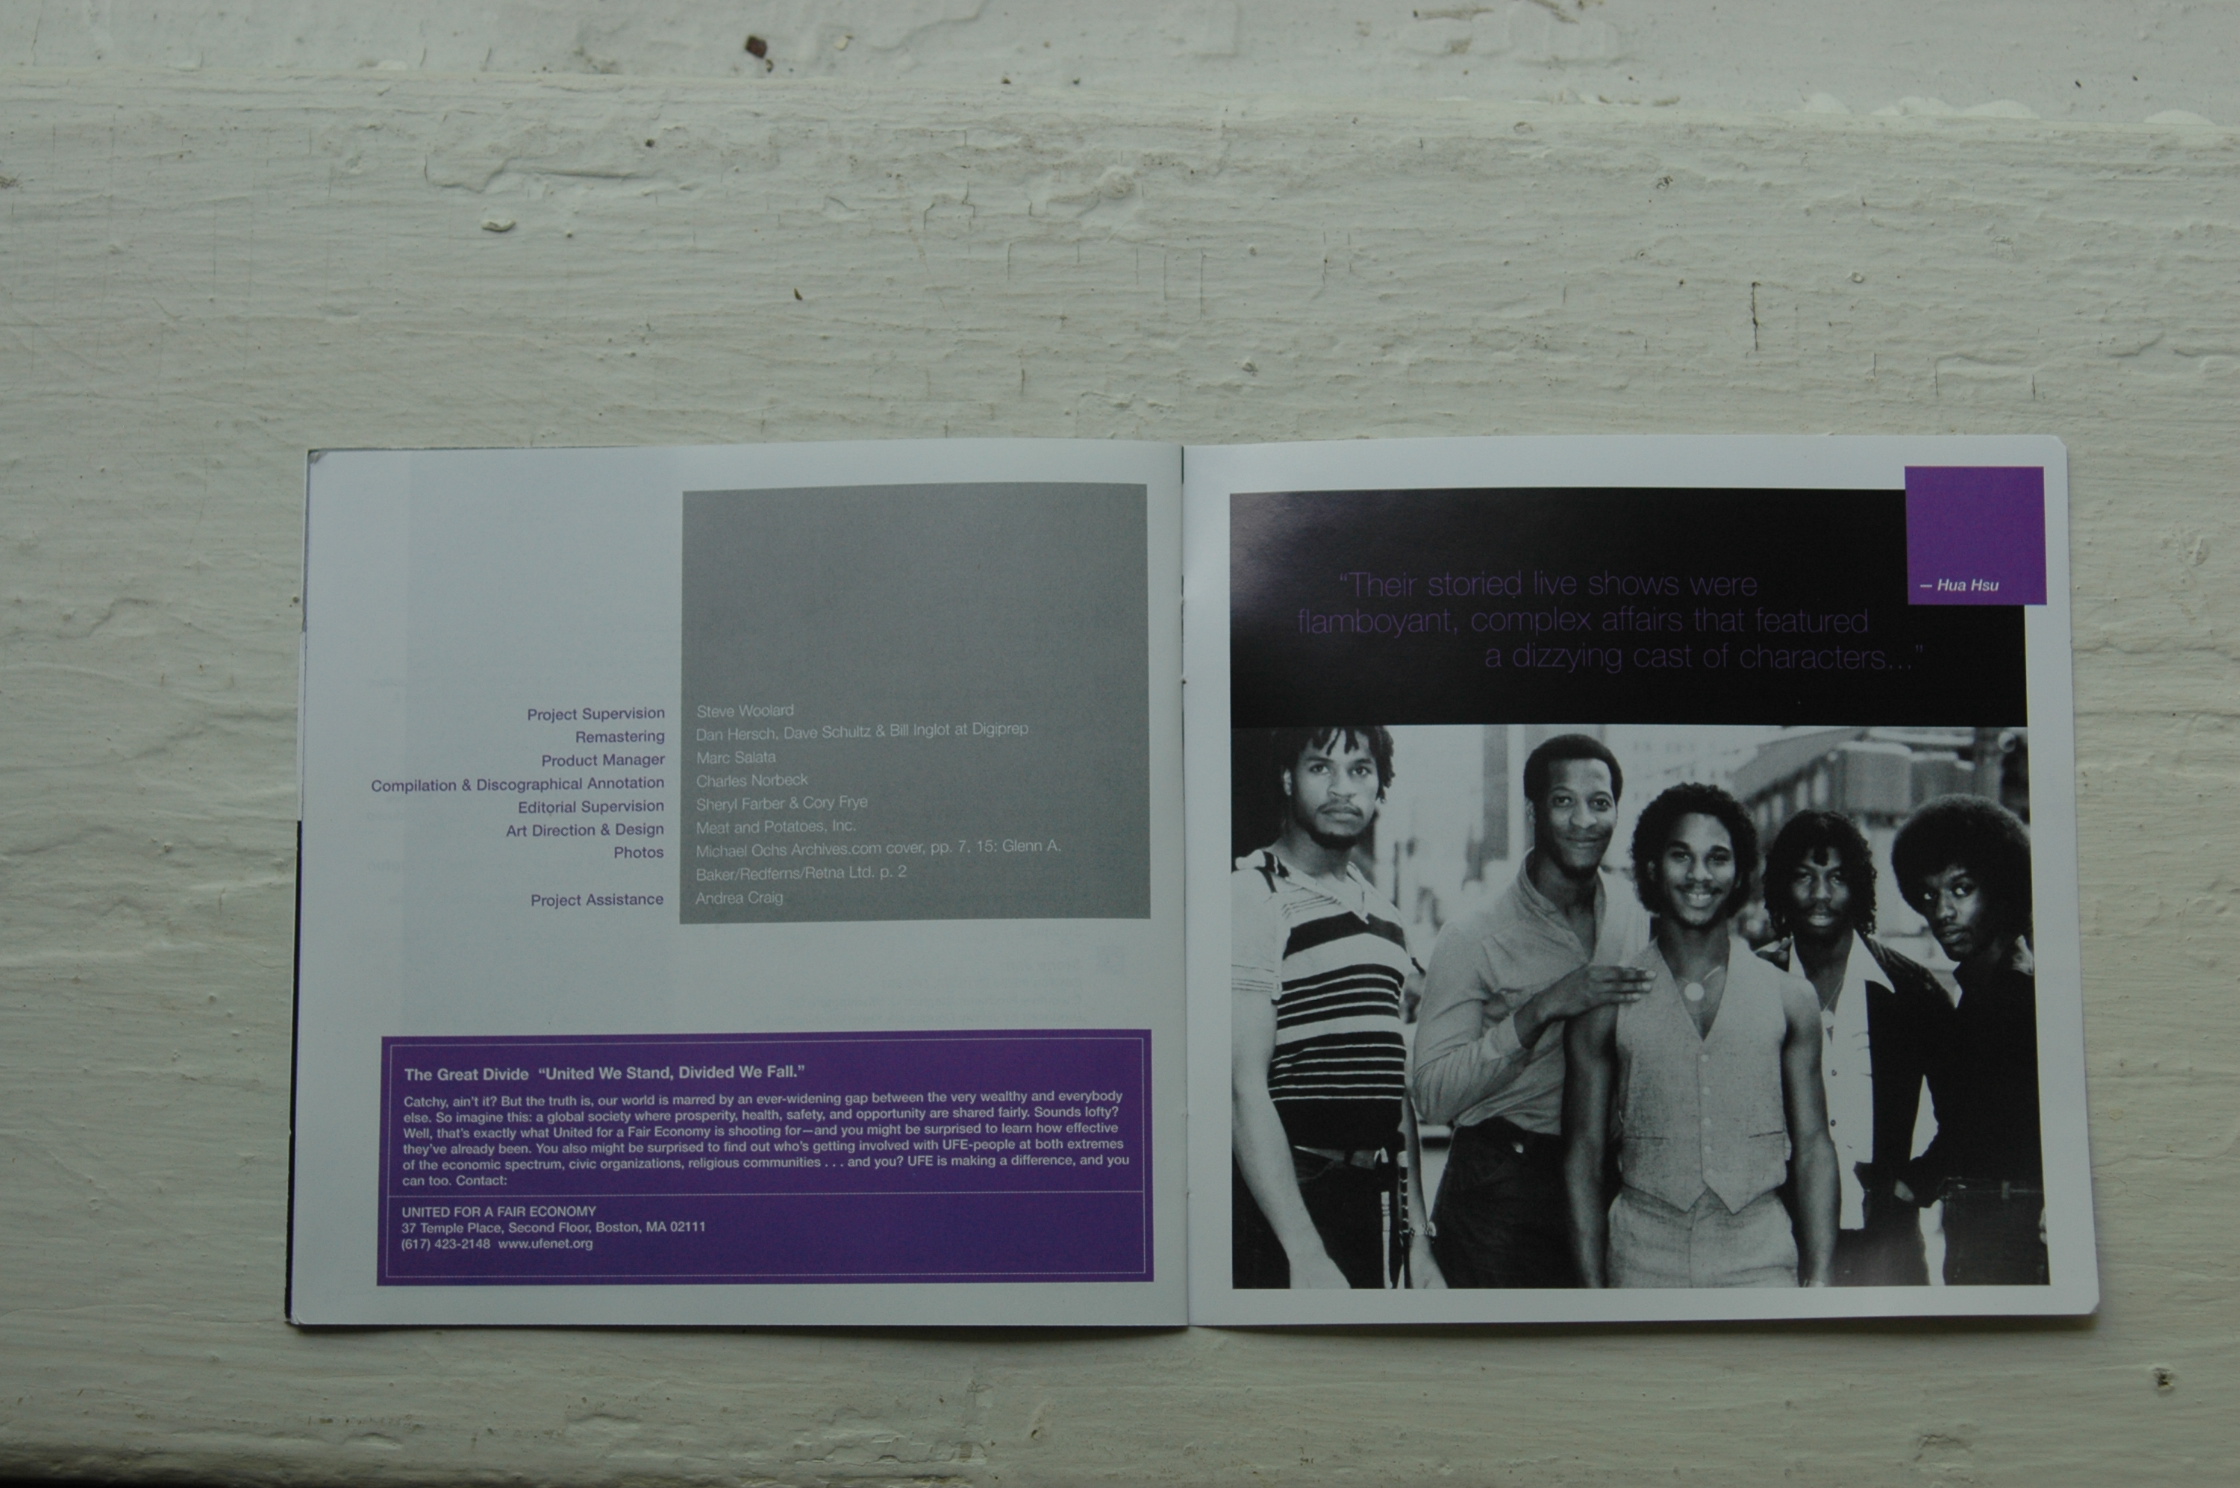 Project Supervision Steve Woolard
Remastering Dan Hersch, Dave Schultz & Bill Inglot at Digiprep
Product Manager Marc Salata
Compilation & Discographical Annotation Charles Norbeck
Editorial Supervision Sheryl Farber & Cory Frye
Art Direction & Design Meat and Potatoes, Inc.
Photos Michael Ochs Archives.com cover, pp. 7, 15; Glenn A.
Baker/Redferns/Retna Ltd. p. 2
Project Assistance Andrea Craig
The Great Divide "United We Stand, Divided We Fall."
Catchy, ain't it? But the truth is, our world is marred by an ever-widening gap between the very wealthy and everybody
else. So imagine this: a global society where prosperity, health, safety, and opportunity are shared fairly. Sounds lofty?
Well, that's exactly what United for a Fair Economy is shooting for—and you might be surprised to learn how effective
they've already been. You also might be surprised to find out who's getting involved with UFE-people at both extremes
of the economic spectrum, civic organizations, religious communities . . . and you? UFE is making a difference, and you
can too. Contact:
UNITED FOR A FAIR ECONOMY
37 Temple Place, Second Floor, Boston, MA 02111
(617) 423-2148 www.ufenet.org
"Their storied live shows were
flamboyant, complex affairs that featured
a dizzying cast of characters..."
— Hua Hsu